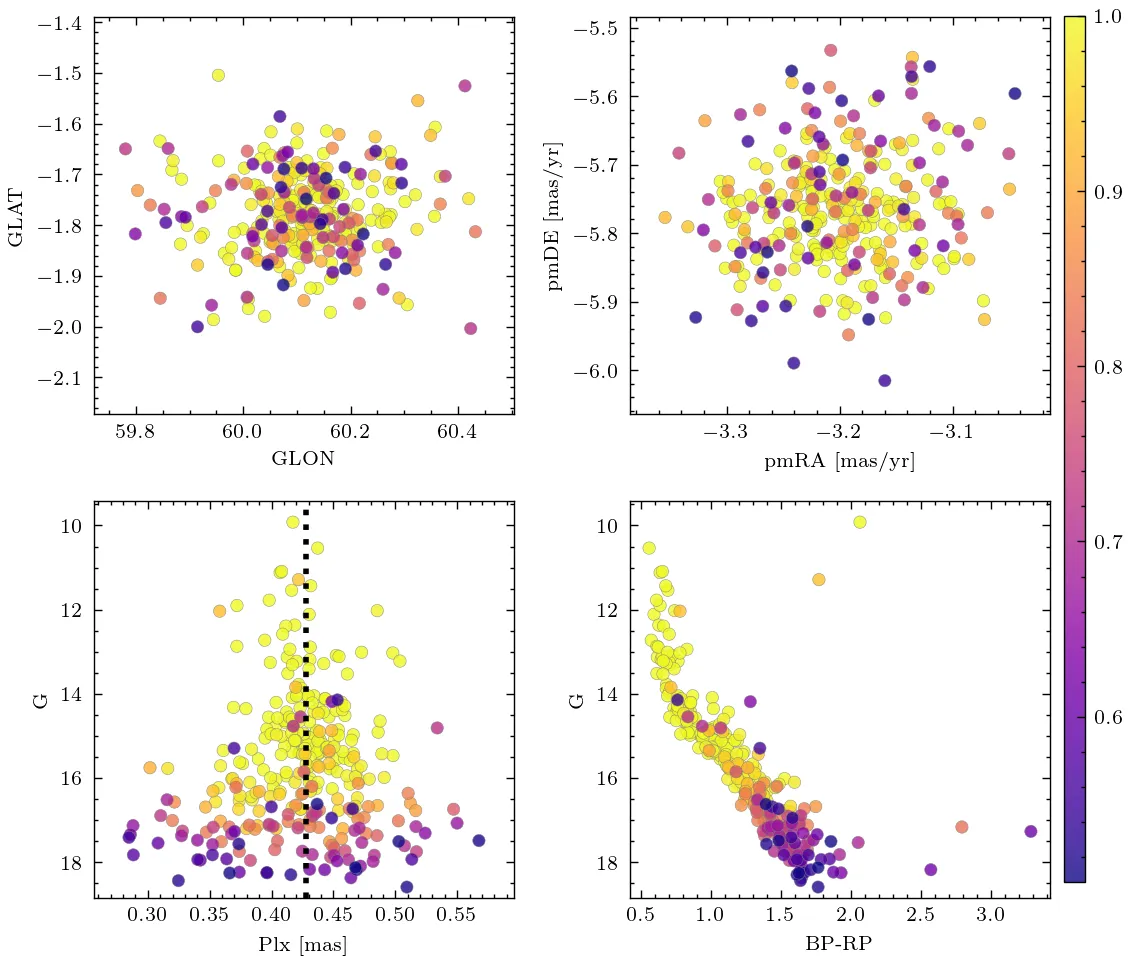 −1.4
−1.5
−1.6
−1.7
−1.8
−1.9
−2.0
−2.1
GLAT
59.8 60.0 60.2 60.4
GLON
−5.5
−5.6
−5.7
−5.8
−5.9
−6.0
pmDE [mas/yr]
−3.3 −3.2 −3.1
pmRA [mas/yr]
1.0
0.9
0.8
0.7
0.6
10
12
14
16
18
G
0.30 0.35 0.40 0.45 0.50 0.55
Plx [mas]
10
12
14
16
18
G
0.5 1.0 1.5 2.0 2.5 3.0
BP-RP